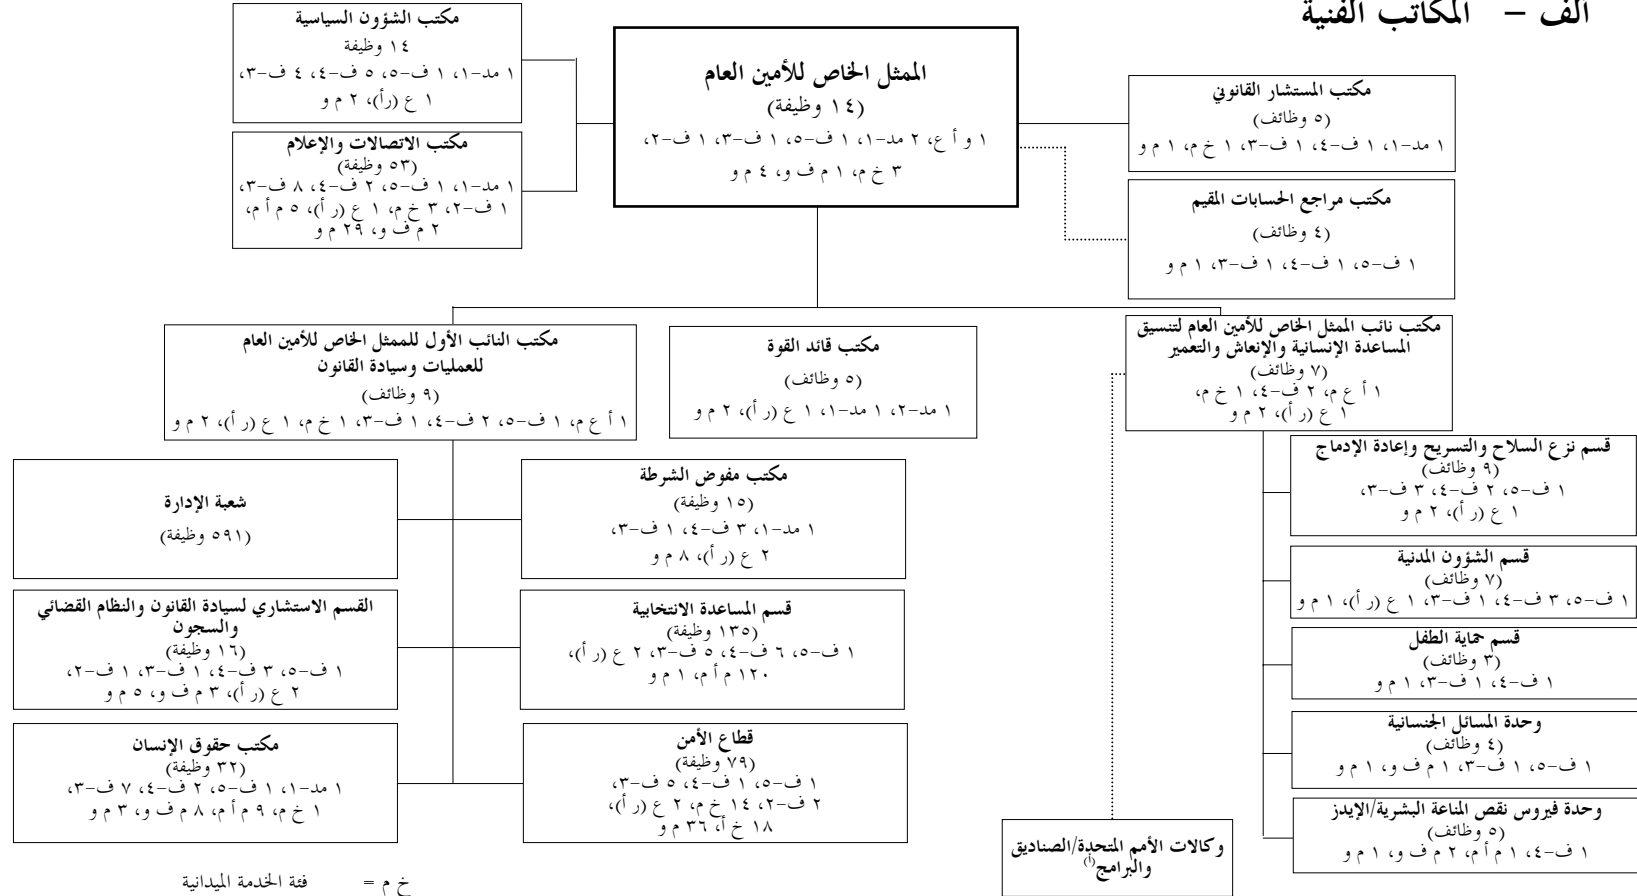 ألف – المكاتب الفنية
مكتب الشؤون السياسية
١٤ وظيفة
١ مد-١، ١ ف-٥، ٥ ف-٤، ٤ ف-٣،
١ ع (رأ)، ٢ م و
مكتب الاتصالات والإعلام
(٥٣ وظيفة)
١ مد-١، ١ ف-٥، ٢ ف-٤، ٨ ف-٣،
١ ف-٢، ٣ خ م، ١ ع (ر أ)، ٥ م أ م،
٢ م ف و، ٢٩ م و
الممثل الخاص للأمين العام
(١٤ وظيفة)
١ و أ ع، ٢ مد-١، ١ ف-٥، ١ ف-٣، ١ ف-٢،
٣ خ م، ١ م ف و، ٤ م و
مكتب المستشار القانوني
(٥ وظائف)
١ مد-١، ١ ف-٤، ١ ف-٣، ١ خ م، ١ م و
مكتب مراجع الحسابات المقيم
(٤ وظائف)
١ ف-٥، ١ ف-٤، ١ ف-٣، ١ م و
مكتب نائب الممثل الخاص للأمين العام لتنسيق
المساعدة الإنسانية والإنعاش والتعمير
(٧ وظائف)
١ أ ع م، ٢ ف-٤، ١ خ م،
١ ع (ر أ)، ٢ م و
مكتب قائد القوة
(٥ وظائف)
١ مد-٢، ١ مد-١، ١ ع (ر أ)، ٢ م و
مكتب النائب الأول للممثل الخاص للأمين العام
للعمليات وسيادة القانون
(٩ وظائف)
١ أ ع م، ١ ف-٥، ٢ ف-٤، ١ ف-٣، ١ خ م، ١ ع (ر أ)، ٢ م و
قسم نزع السلاح والتسريح وإعادة الإدماج
(٩ وظائف)
١ ف-٥، ٢ ف-٤، ٣ ف-٣،
١ ع (ر أ)، ٢ م و
قسم الشؤون المدنية
(٧ وظائف)
١ ف-٥، ٣ ف-٤، ١ ف-٣، ١ ع (ر أ)، ١ م و
قسم حماية الطفل
(٣ وظائف)
١ ف-٤، ١ ف-٣، ١ م و
وحدة المسائل الجنسانية
(٤ وظائف)
١ ف-٥، ١ ف-٣، ١ م ف و، ١ م و
وحدة فيروس نقص المناعة البشرية/الإيدز
(٥ وظائف)
١ ف-٤، ١ م أ م، ٢ م ف و، ١ م و
وكالات الأمم المتحدة/الصناديق
والبرامج(أ)
مكتب مفوض الشرطة
(١٥ وظيفة)
١ مد-١، ٣ ف-٤، ١ ف-٣،
٢ ع (ر أ)، ٨ م و
قسم المساعدة الانتخابية
(١٣٥ وظيفة)
١ ف-٥، ٦ ف-٤، ٥ ف-٣، ٢ ع (ر أ)،
١٢٠ م أ م، ١ م و
قطاع الأمن
(٧٩ وظيفة)
١ ف-٥، ١ ف-٤، ٥ ف-٣،
٢ ف-٢، ١٤ خ م، ٢ ع (ر أ)،
١٨ خ أ، ٣٦ م و
شعبة الإدارة
(٥٩١ وظيفة)
القسم الاستشاري لسيادة القانون والنظام القضائي
والسجون
(١٦ وظيفة)
١ ف-٥، ٣ ف-٤، ١ ف-٣، ١ ف-٢،
٢ ع (ر أ)، ٣ م ف و، ٥ م و
مكتب حقوق الإنسان
(٣٢ وظيفة)
١ مد-١، ١ ف-٥، ٢ ف-٤، ٧ ف-٣،
١ خ م، ٩ م أ م، ٨ م ف و، ٣ م و
خ م = فئة الخدمة الميدانية